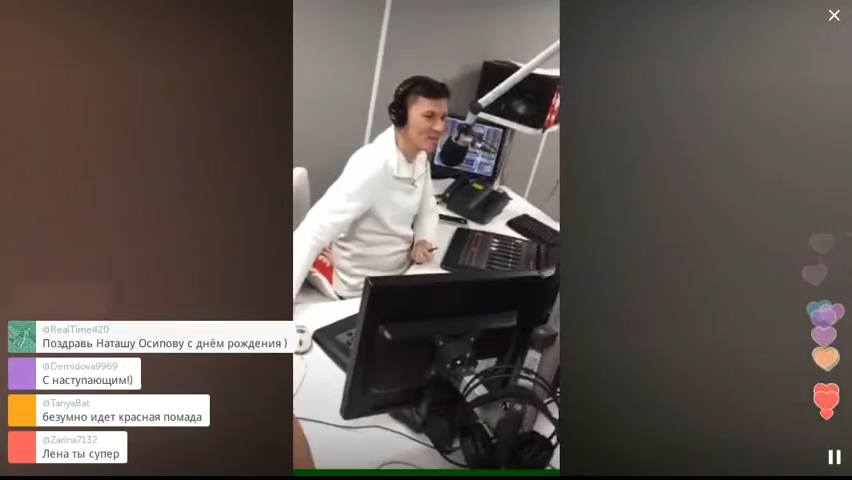 @RealTime420
Поздравь Наташу Осипову с днём рождения )
@Demidova9969
С наступающим!)
@TanyaBat
безумно идет красная помада
@Zarina7132
Лена ты супер